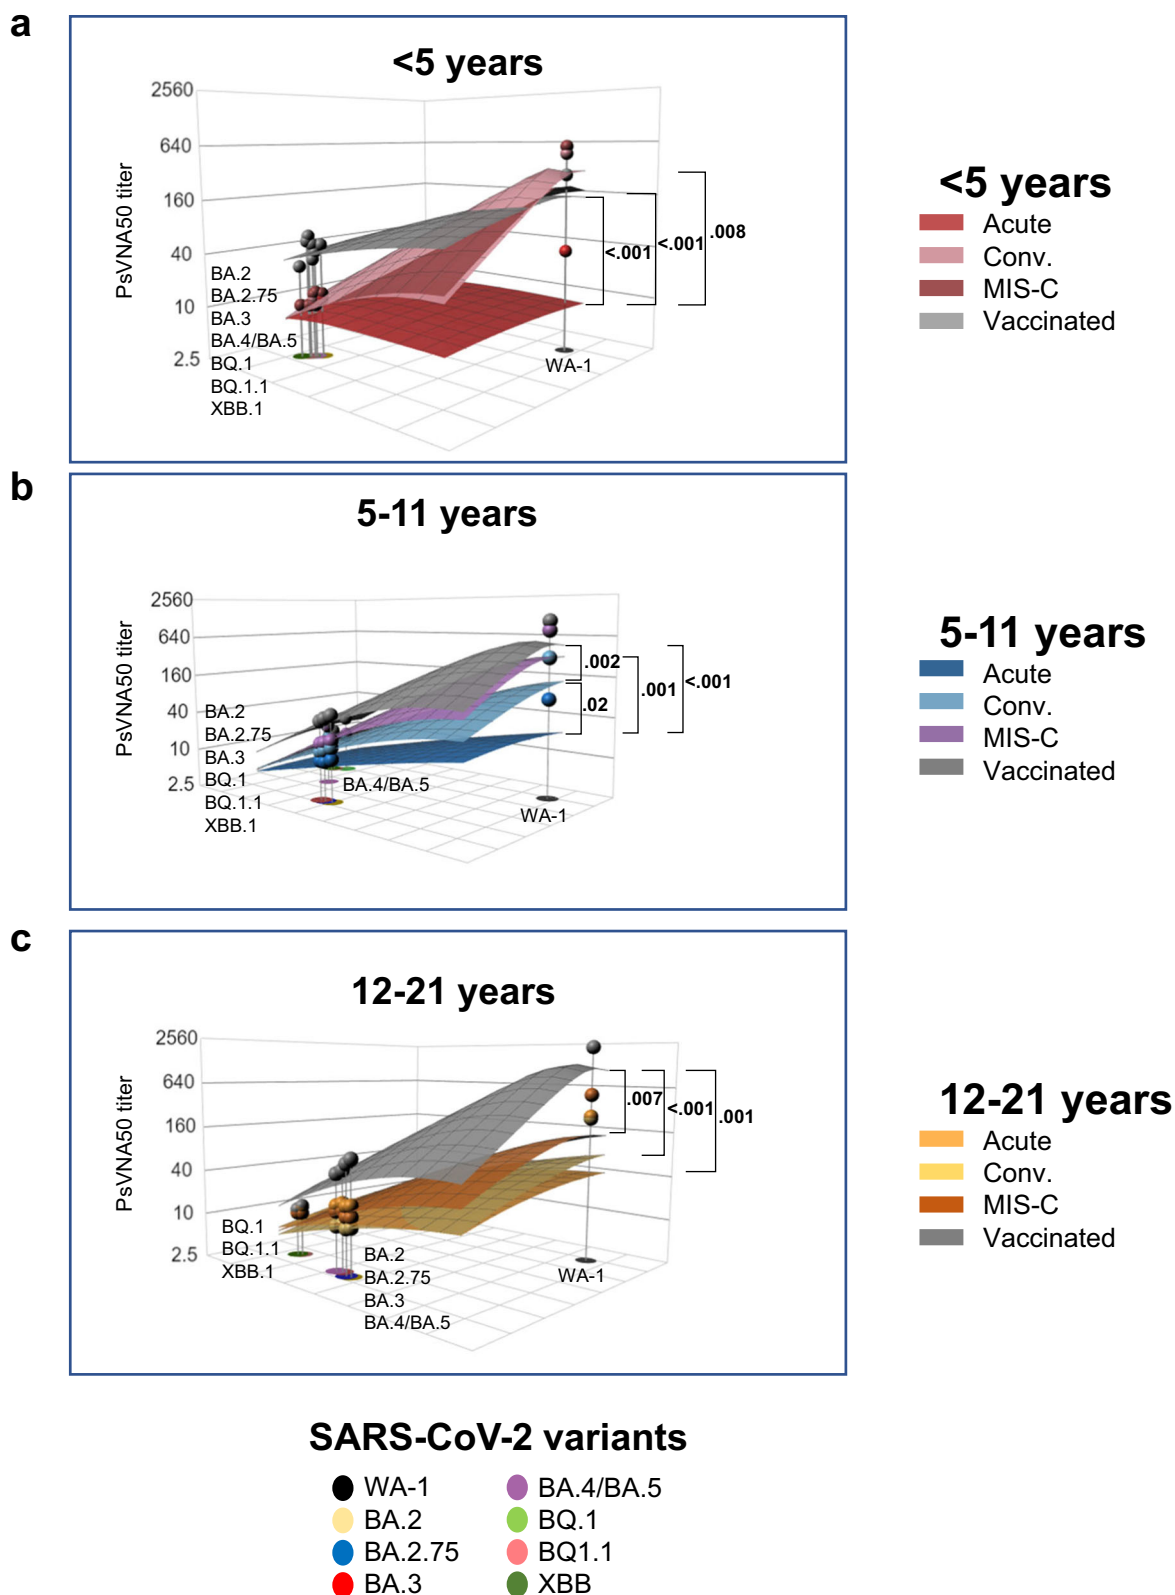 a
<5 years
2560
640
160
40
10
2.5
PsVNA50 titer
BA.2
BA.2.75
BA.3
BA.4/BA.5
BQ.1
BQ.1.1
XBB.1
WA-1
<.001
<.001
.008
<5 years
Acute
Conv.
MIS-C
Vaccinated
b
5-11 years
2560
640
160
40
10
2.5
PsVNA50 titer
BA.2
BA.2.75
BA.3
BQ.1
BQ.1.1
XBB.1
BA.4/BA.5
WA-1
.002
.02
.001
<.001
5-11 years
Acute
Conv.
MIS-C
Vaccinated
c
12-21 years
2560
640
160
40
10
2.5
PsVNA50 titer
BQ.1
BQ.1.1
XBB.1
BA.2
BA.2.75
BA.3
BA.4/BA.5
WA-1
.007
<.001
.001
12-21 years
Acute
Conv.
MIS-C
Vaccinated
SARS-CoV-2 variants
WA-1
BA.2
BA.2.75
BA.3
BA.4/BA.5
BQ.1
BQ1.1
XBB